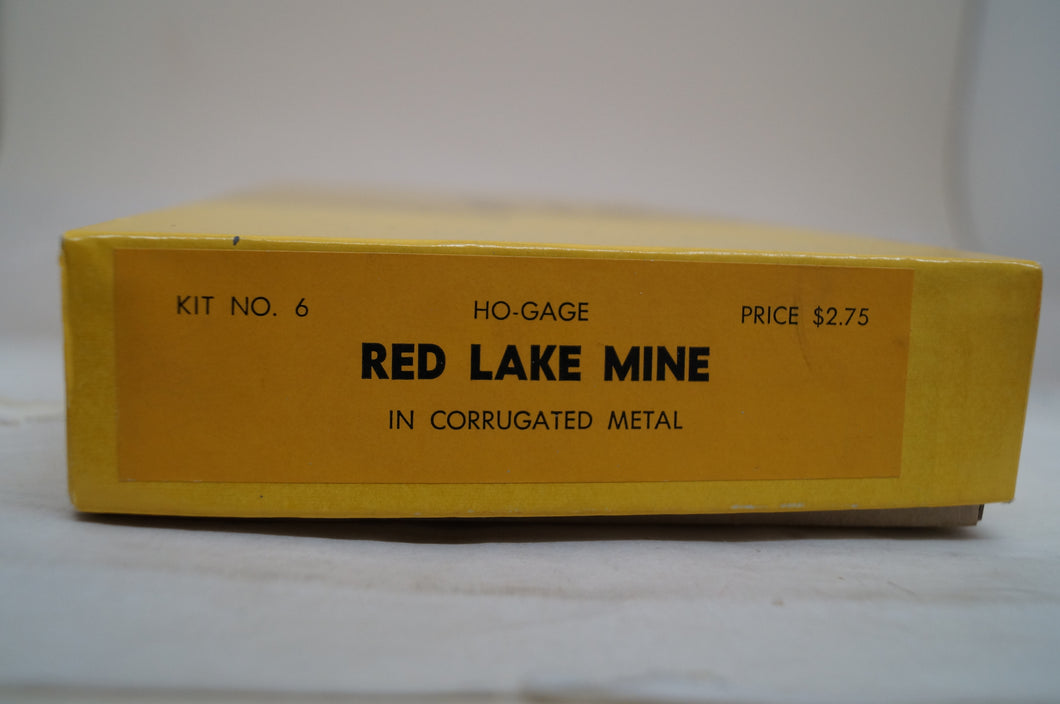 KIT NO. 6 HO-GAGE PRICE $2.75
RED LAKE MINE
IN CORRUGATED METAL